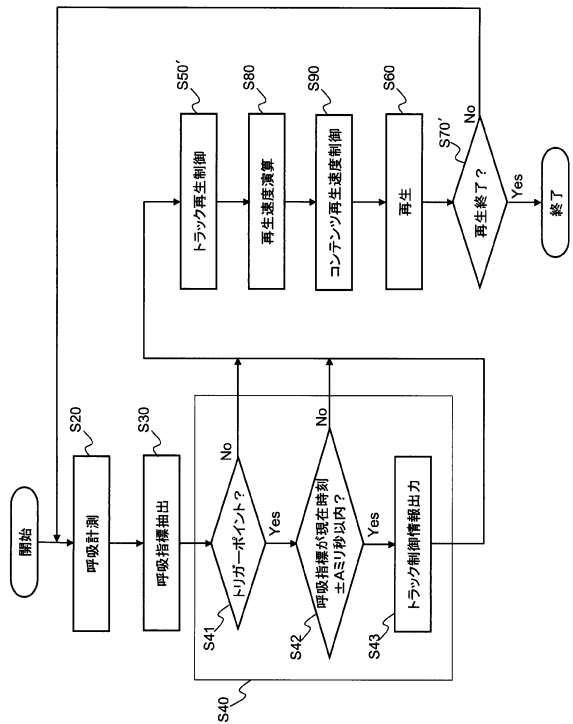 開始
呼吸計測
S20
呼吸指標抽出
S30
S40
S41
トリガーポイント？
No
Yes
S42
呼吸指標が現在時刻
±Aミリ秒以内？
No
Yes
S43
トラック制御情報出力
トラック再生制御
S50′
再生速度演算
S80
コンテンツ再生速度制御
S90
再生
S60
再生終了？
S70′
No
Yes
終了